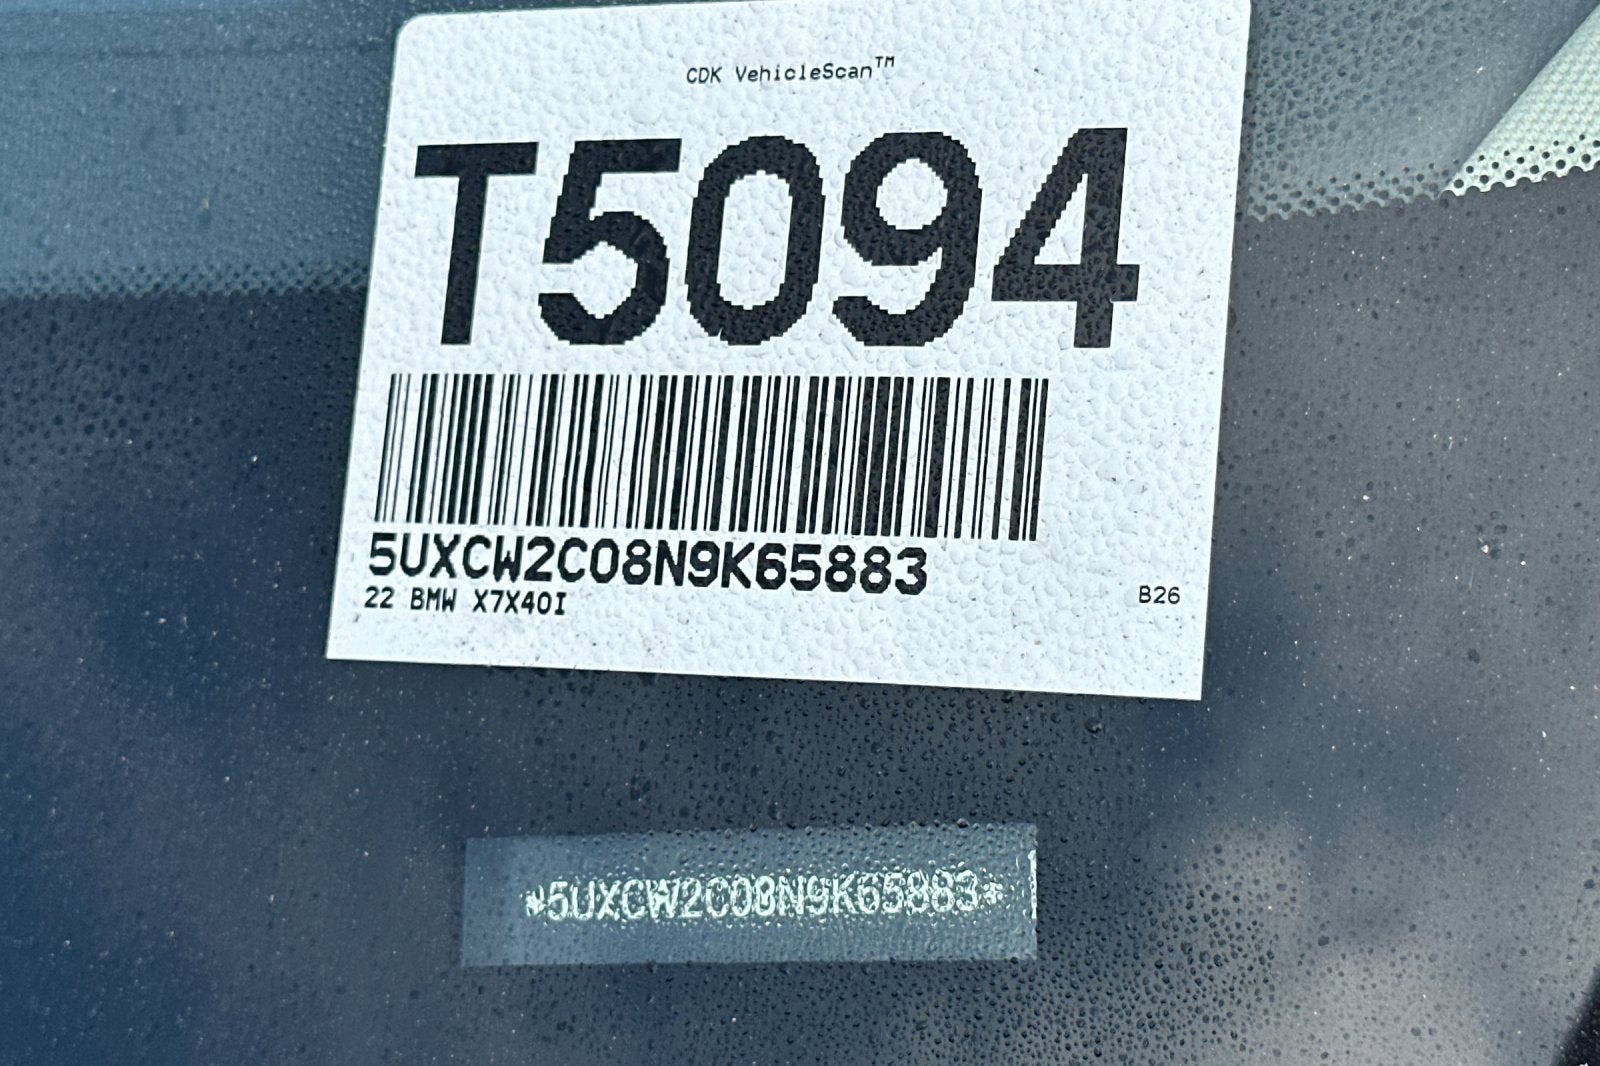 CDK VehicleScan™
T5094
5UXCW2C08N9K65883
22 BMW X7X40I
B26
*5UXCW2C08N9K65883*